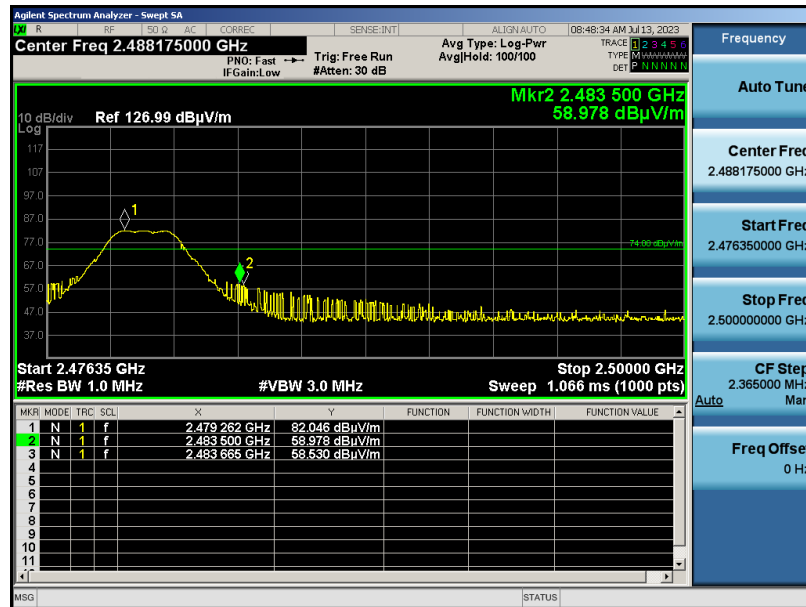 Agilent Spectrum Analyzer - Swept SA
LXI R RF 50 Ω AC CORREC SENSE:INT ALIGN AUTO 08:48:34 AM Jul 13, 2023
Center Freq 2.488175000 GHz
PNO: Fast
IFGain:Low
Trig: Free Run
#Atten: 30 dB
Avg Type: Log-Pwr
Avg|Hold: 100/100
TRACE 1 2 3 4 5 6
TYPE M
DET P N N N N N
Frequency
Auto Tune
Mkr2 2.483 500 GHz
58.978 dBµV/m
10 dB/div Ref 126.99 dBµV/m
Log
117
107
97.0
87.0
77.0
67.0
57.0
47.0
37.0
1
2
74.00 dBµV/m
Center Freq
2.488175000 GHz
Start Freq
2.476350000 GHz
Stop Freq
2.500000000 GHz
CF Step
2.365000 MHz
Auto Man
Freq Offset
0 Hz
Start 2.47635 GHz Stop 2.50000 GHz
#Res BW 1.0 MHz #VBW 3.0 MHz Sweep 1.066 ms (1000 pts)
MKR MODE TRC SCL X Y FUNCTION FUNCTION WIDTH FUNCTION VALUE
1 N 1 f 2.479 262 GHz 82.046 dBµV/m
2 N 1 f 2.483 500 GHz 58.978 dBµV/m
3 N 1 f 2.483 665 GHz 58.530 dBµV/m
4
5
6
7
8
9
10
11
MSG STATUS